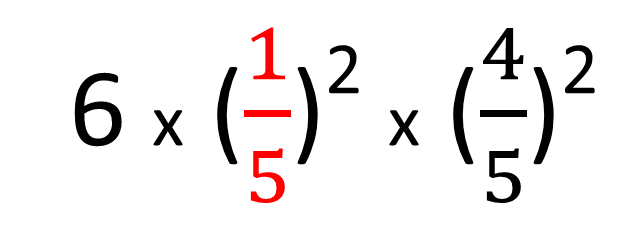 6 x (1/5)² x (4/5)²